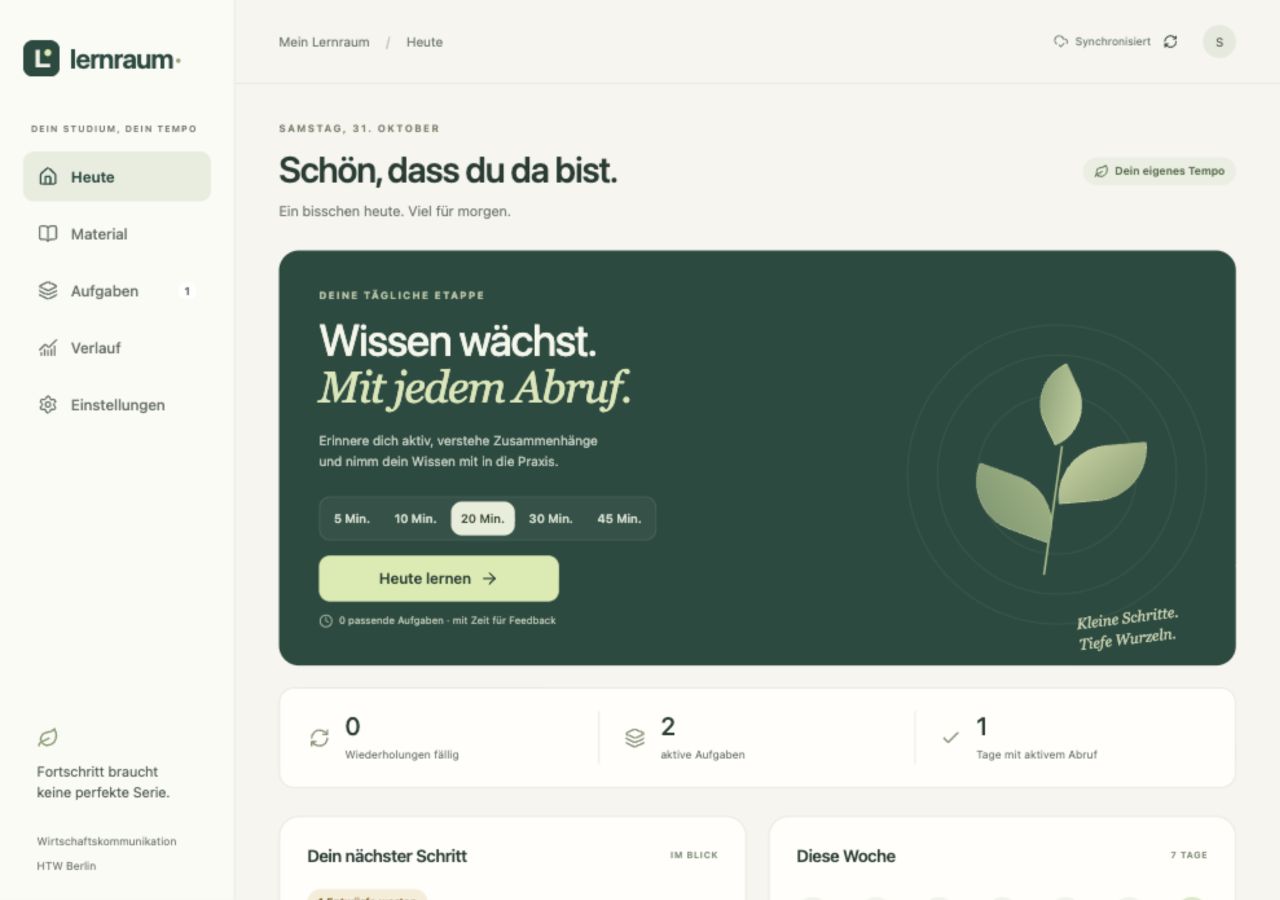 lernraum
DEIN STUDIUM, DEIN TEMPO
Heute
Material
Aufgaben 1
Verlauf
Einstellungen
Fortschritt braucht
keine perfekte Serie.
Wirtschaftskommunikation
HTW Berlin
Mein Lernraum / Heute
Synchronisiert
S
SAMSTAG, 31. OKTOBER
Schön, dass du da bist.
Ein bisschen heute. Viel für morgen.
Dein eigenes Tempo
DEINE TÄGLICHE ETAPPE
Wissen wächst.
Mit jedem Abruf.
Erinnere dich aktiv, verstehe Zusammenhänge
und nimm dein Wissen mit in die Praxis.
5 Min. 10 Min. 20 Min. 30 Min. 45 Min.
Heute lernen →
0 passende Aufgaben · mit Zeit für Feedback
Kleine Schritte.
Tiefe Wurzeln.
0
Wiederholungen fällig
2
aktive Aufgaben
1
Tage mit aktivem Abruf
Dein nächster Schritt
IM BLICK
Diese Woche
7 TAGE